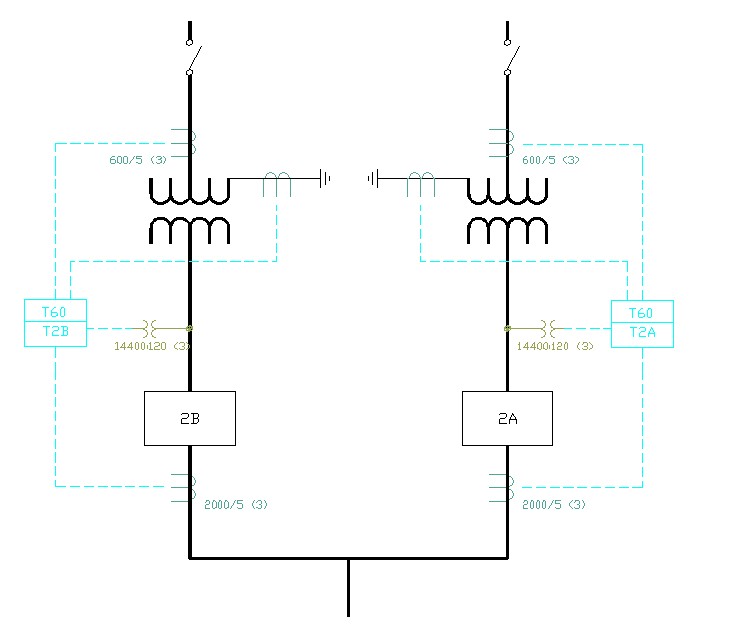 600/5 (3)
600/5 (3)
T60
T2B
T60
T2A
14400:120 (3)
14400:120 (3)
2B
2A
2000/5 (3)
2000/5 (3)